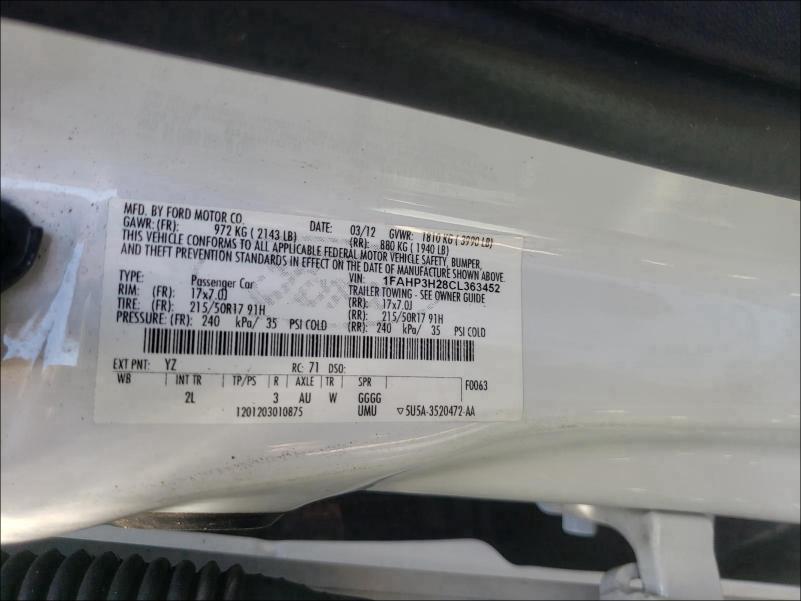 MFD. BY FORD MOTOR CO.
DATE: 03/12 GVWR: 1810 KG ( 3990 LB)
GAWR: (FR): 972 KG ( 2143 LB) (RR): 880 KG ( 1940 LB)
THIS VEHICLE CONFORMS TO ALL APPLICABLE FEDERAL MOTOR VEHICLE SAFETY, BUMPER,
AND THEFT PREVENTION STANDARDS IN EFFECT ON THE DATE OF MANUFACTURE SHOWN ABOVE.
VIN: 1FAHP3H28CL363452
TYPE: Passenger Car TRAILER TOWING - SEE OWNER GUIDE
RIM: (FR): 17x7.0J (RR): 17x7.0J
TIRE: (FR): 215/50R17 91H (RR): 215/50R17 91H
PRESSURE: (FR): 240 kPa/ 35 PSI COLD (RR): 240 kPa/ 35 PSI COLD
EXT PNT: YZ RC: 71 DSO:
WB INT TR TP/PS R AXLE TR SPR F0063
2L 3 AU W GGGG
1201203010875 UMU ▽5U5A-3520472-AA